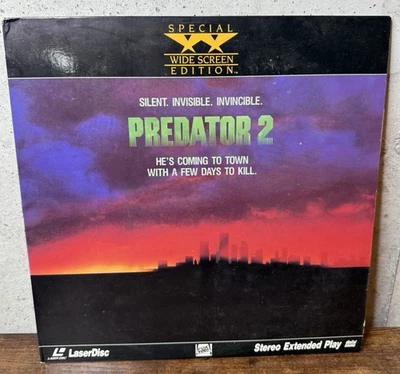 SPECIAL
WIDE SCREEN
EDITION™
SILENT. INVISIBLE. INVINCIBLE.
PREDATOR 2
HE'S COMING TO TOWN
WITH A FEW DAYS TO KILL.
LaserDisc
Stereo Extended Play